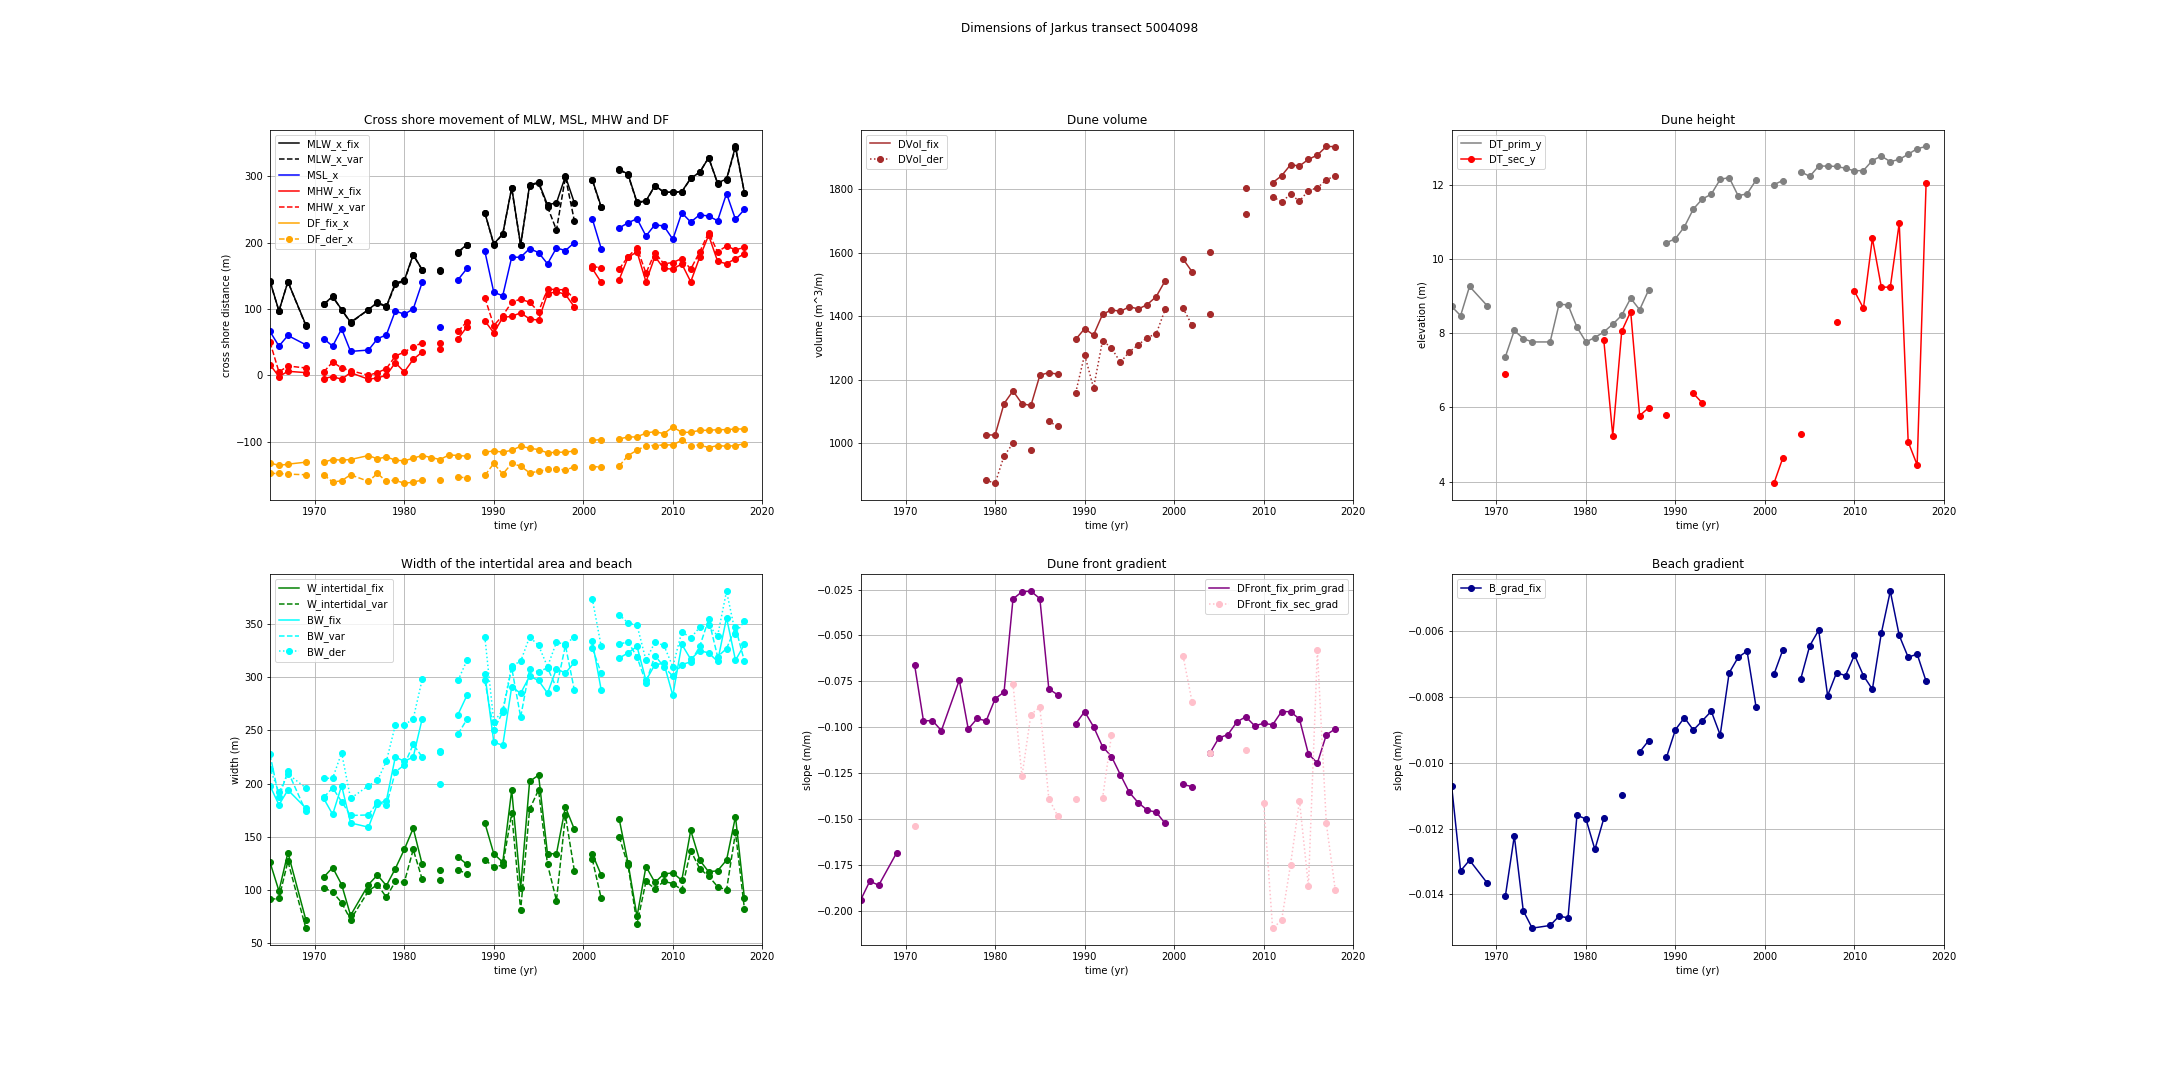 Dimensions of Jarkus transect 5004098
Cross shore movement of MLW, MSL, MHW and DF
MLW_x_fix
MLW_x_var
MSL_x
MHW_x_fix
MHW_x_var
DF_fix_x
DF_der_x
cross shore distance (m)
300
200
100
0
−100
1970
1980
1990
2000
2010
2020
time (yr)
Dune volume
DVol_fix
DVol_der
volume (m^3/m)
1800
1600
1400
1200
1000
1970
1980
1990
2000
2010
2020
time (yr)
Dune height
DT_prim_y
DT_sec_y
elevation (m)
12
10
8
6
4
1970
1980
1990
2000
2010
2020
time (yr)
Width of the intertidal area and beach
W_intertidal_fix
W_intertidal_var
BW_fix
BW_var
BW_der
width (m)
350
300
250
200
150
100
50
1970
1980
1990
2000
2010
2020
time (yr)
Dune front gradient
DFront_fix_prim_grad
DFront_fix_sec_grad
slope (m/m)
−0.025
−0.050
−0.075
−0.100
−0.125
−0.150
−0.175
−0.200
1970
1980
1990
2000
2010
2020
time (yr)
Beach gradient
B_grad_fix
slope (m/m)
−0.006
−0.008
−0.010
−0.012
−0.014
1970
1980
1990
2000
2010
2020
time (yr)